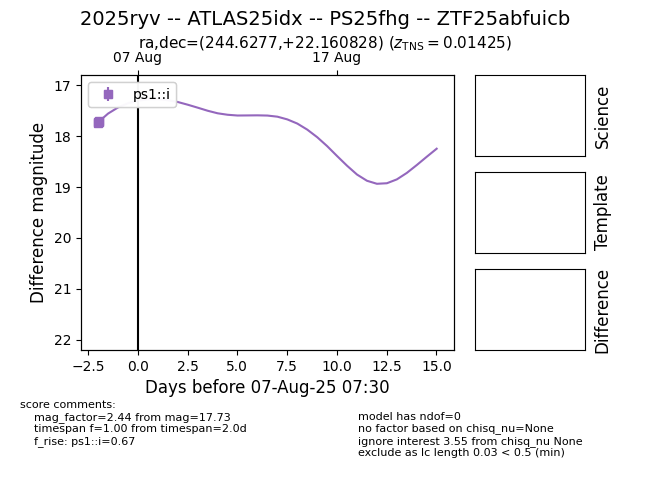 2025ryv -- ATLAS25idx -- PS25fhg -- ZTF25abfuicb
ra,dec=(244.6277,+22.160828) (z_TNS = 0.01425)
07 Aug 17 Aug
ps1::i
17
18
19
20
21
22
Difference magnitude
−2.5 0.0 2.5 5.0 7.5 10.0 12.5 15.0
Days before 07-Aug-25 07:30
Science
Template
Difference
score comments:
mag_factor=2.44 from mag=17.73
timespan f=1.00 from timespan=2.0d
f_rise: ps1::i=0.67
model has ndof=0
no factor based on chisq_nu=None
ignore interest 3.55 from chisq_nu None
exclude as lc length 0.03 < 0.5 (min)